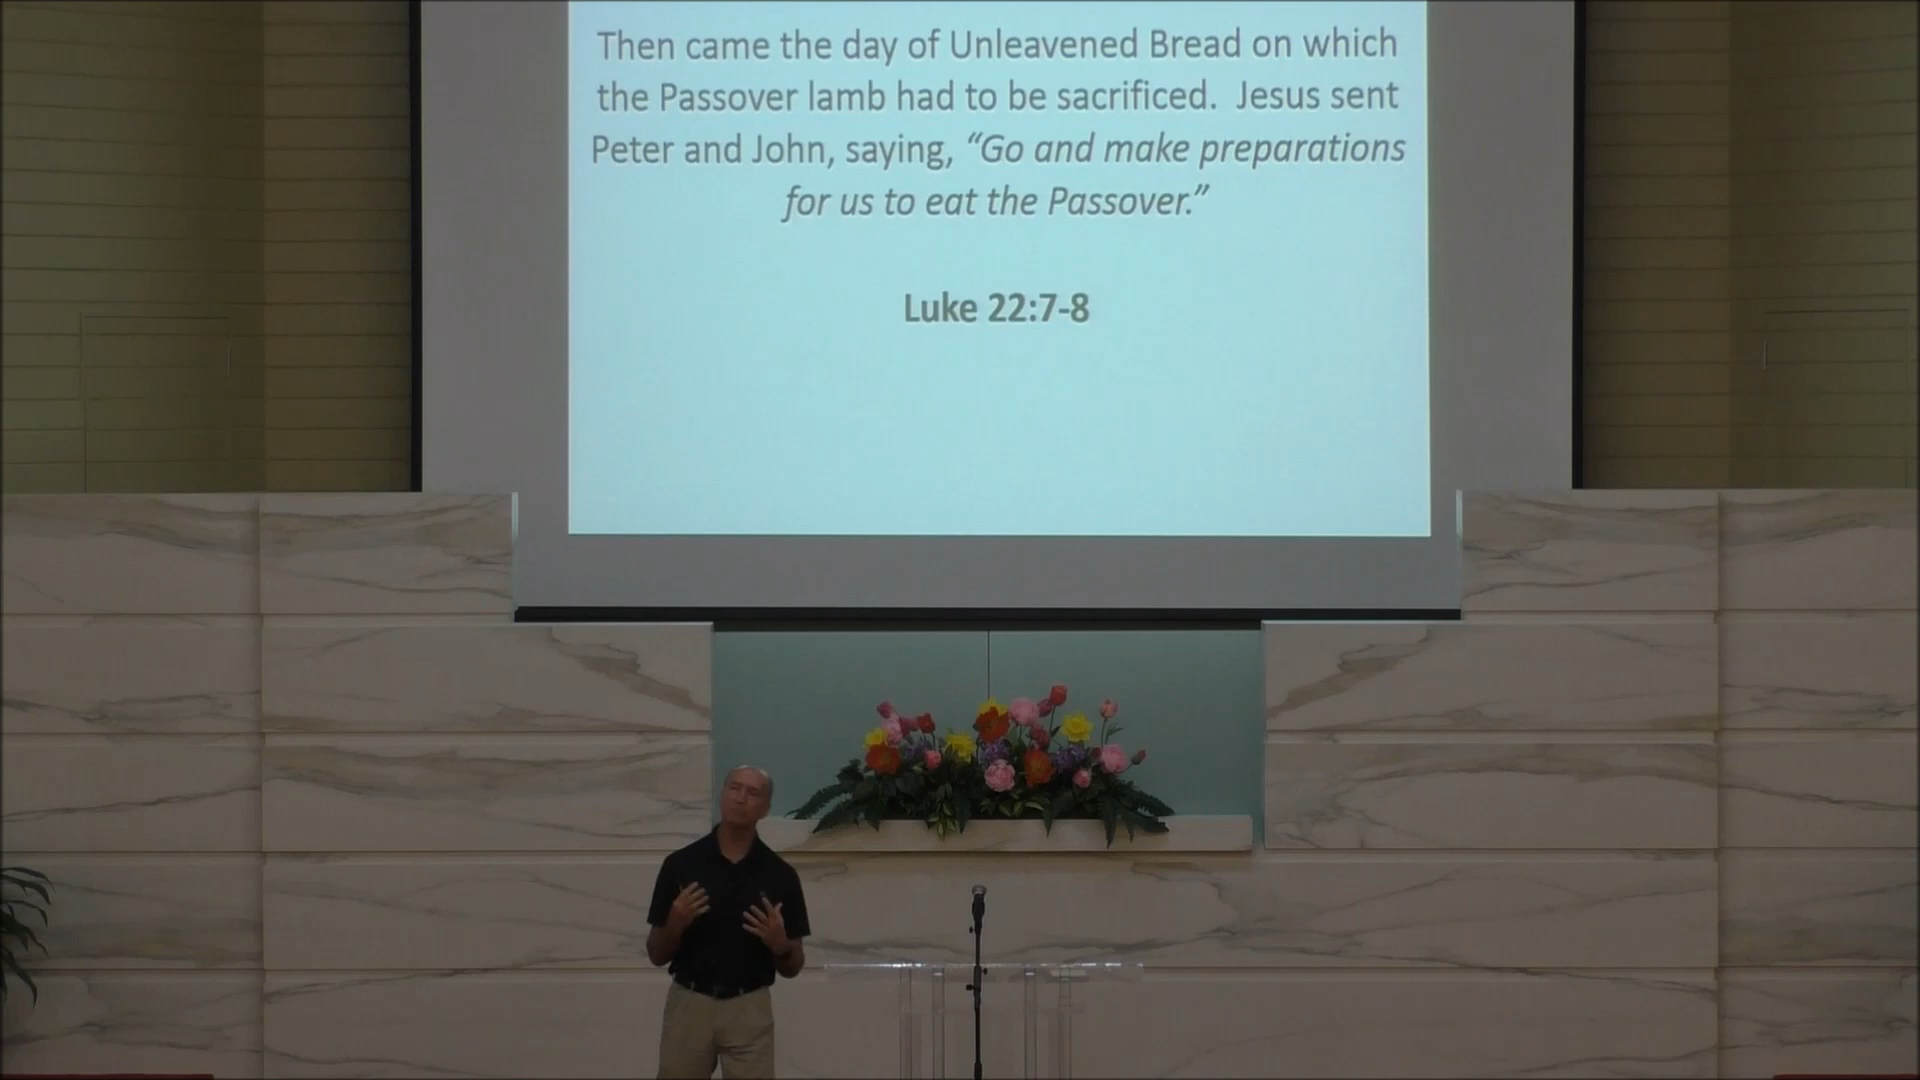 Then came the day of Unleavened Bread on which
the Passover lamb had to be sacrificed.  Jesus sent
Peter and John, saying, “Go and make preparations
for us to eat the Passover.”
Luke 22:7-8